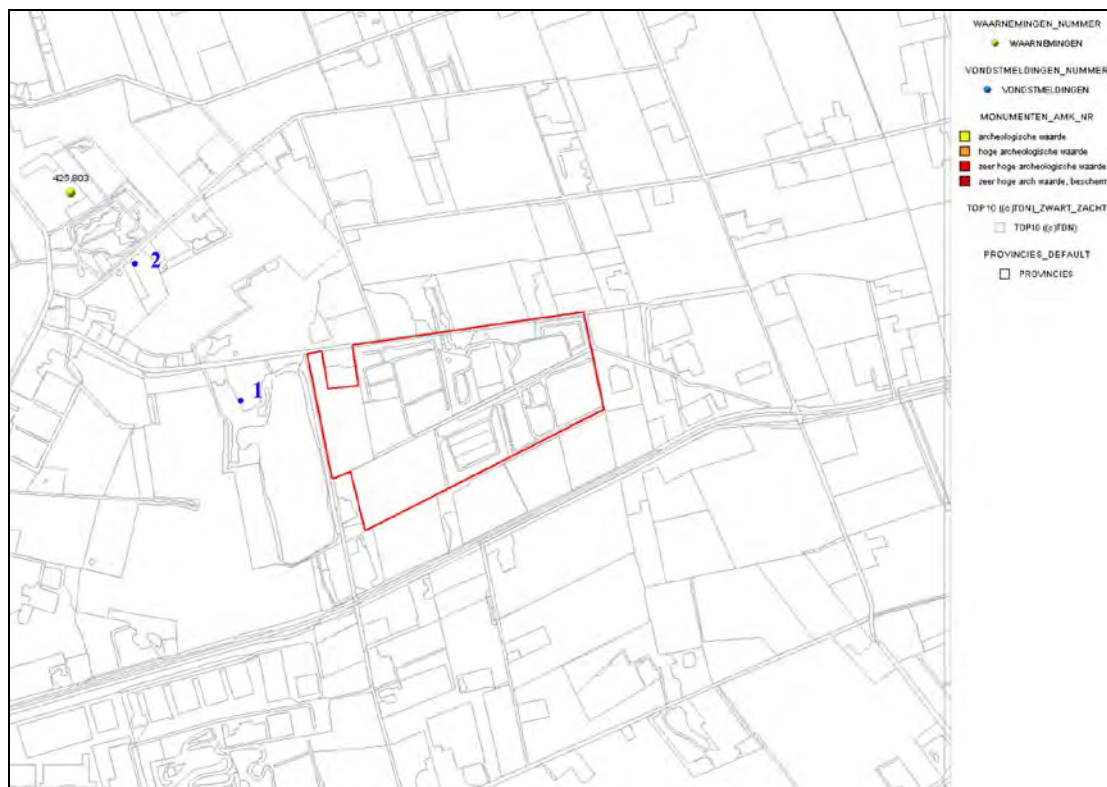 WAARNEMINGEN_NUMMER
WAARNEMINGEN
VONDSTMELDINGEN_NUMMER
VONDSTMELDINGEN
MONUMENTEN_AMK_NR
archeologische waarde
hoge archeologische waarde
zeer hoge archeologische waarde
zeer hoge arch waarde, bescherm
TOP10 ((c)TDN)_ZWART_ZACHT
TOP10 ((c)TDN)
PROVINCIES_DEFAULT
PROVINCIES
425.803
2
1